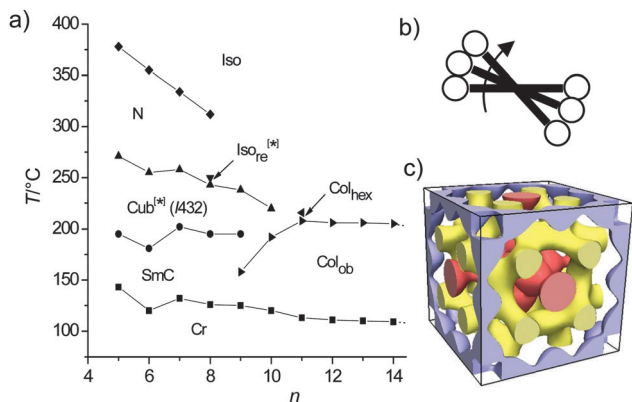 a)
400
350
300
250
200
150
100
T/°C
Iso
N
Iso_re^[*]
Cub^[*] (I432)
Col_hex
SmC
Col_ob
Cr
4 6 8 10 12 14
n
b)
c)